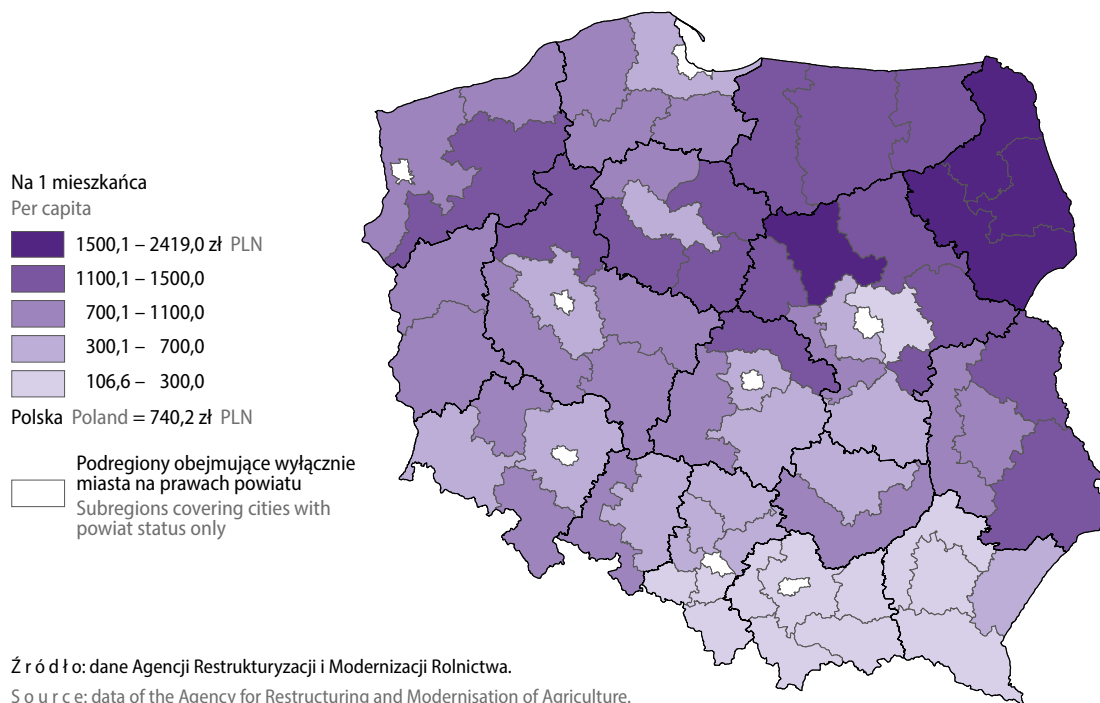 Na 1 mieszkańca
Per capita
1500,1 – 2419,0 zł PLN
1100,1 – 1500,0
700,1 – 1100,0
300,1 – 700,0
106,6 – 300,0
Polska Poland = 740,2 zł PLN
Podregiony obejmujące wyłącznie
miasta na prawach powiatu
Subregions covering cities with
powiat status only
Ź r ó d ł o: dane Agencji Restrukturyzacji i Modernizacji Rolnictwa.
S o u r c e: data of the Agency for Restructuring and Modernisation of Agriculture.